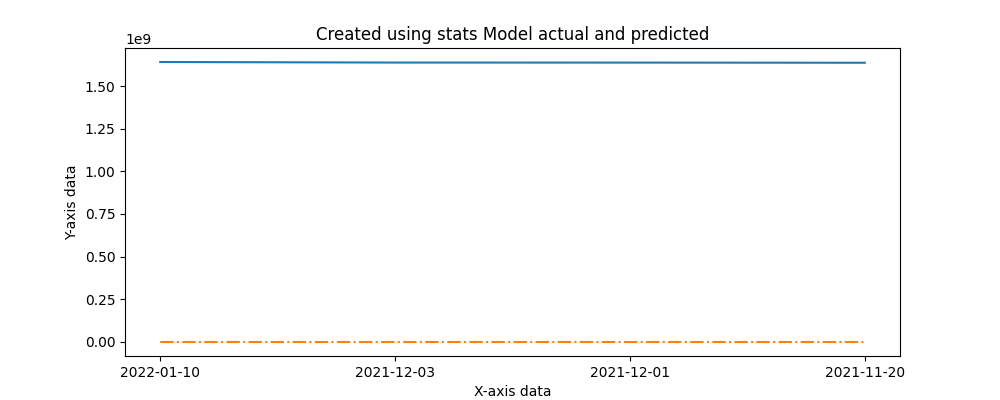 Created using stats Model actual and predicted
1e9
1.50
1.25
1.00
0.75
0.50
0.25
0.00
Y-axis data
2022-01-10 2021-12-03 2021-12-01 2021-11-20
X-axis data